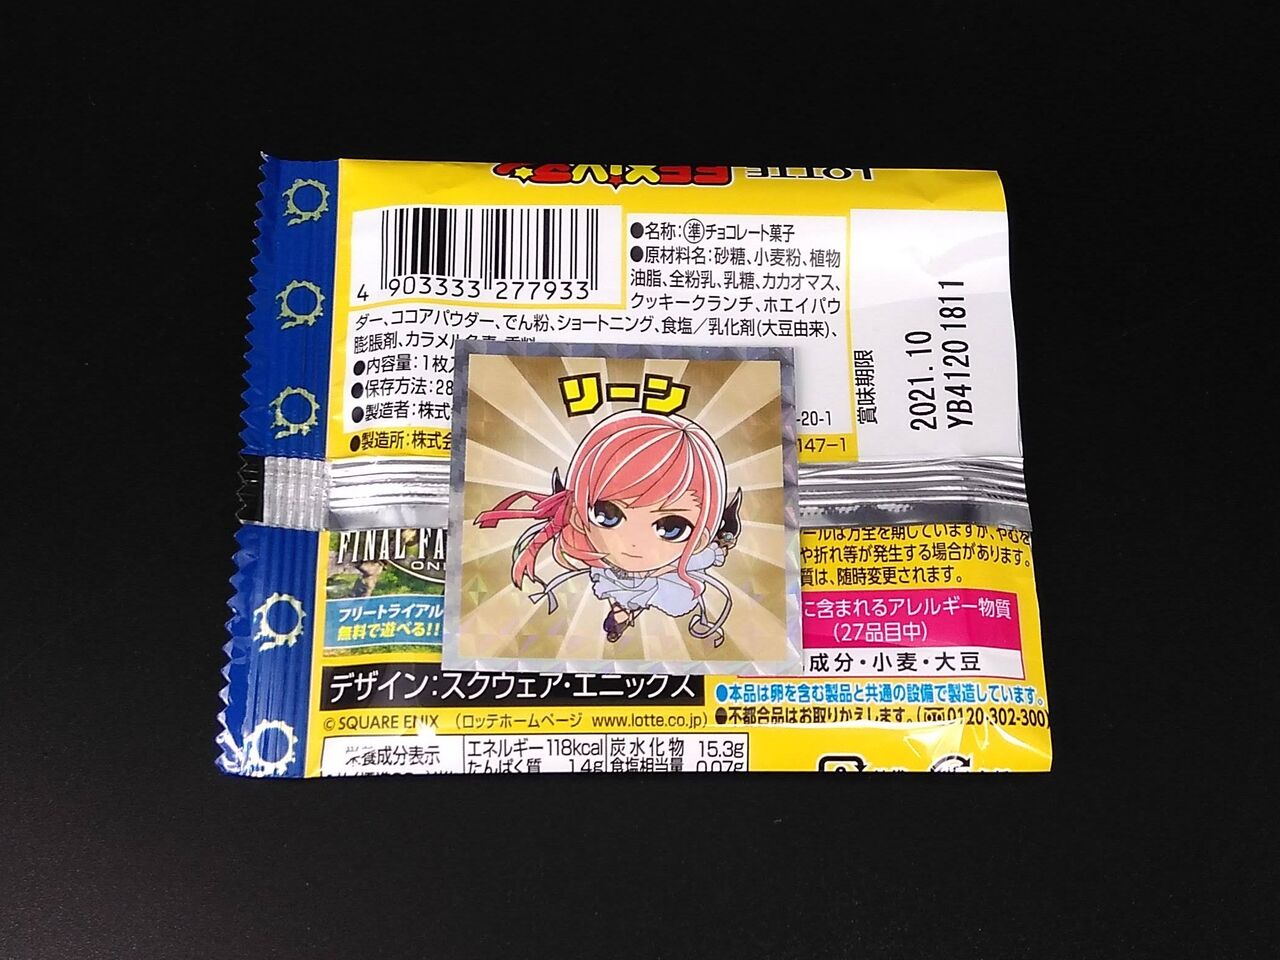 LOTTE
4 903333 277933
●名称:準チョコレート菓子
●原材料名:砂糖、小麦粉、植物
油脂、全粉乳、乳糖、カカオマス、
クッキークランチ、ホエイパウ
ダー、ココアパウダー、でん粉、ショートニング、食塩／乳化剤(大豆由来)、
膨脹剤、カラメル色素、香料
●内容量:1枚
●保存方法:28
●製造者:株式
-20-1
●製造所:株式会
147-1
賞味期限
2021.10
YB4120 1811
リーン
FINAL FA
ONL
フリートライアル
無料で遊べる!!
ールは万全を期していますが、やむを
や折れ等が発生する場合があります。
質は、随時変更されます。
に含まれるアレルギー物質
(27品目中)
成分・小麦・大豆
デザイン:スクウェア・エニックス
●本品は卵を含む製品と共通の設備で製造しています。
© SQUARE ENIX (ロッテホームページ www.lotte.co.jp)
●不都合品はお取りかえします。(0120-302-300)
栄養成分表示
エネルギー 118kcal
炭水化物 15.3g
たんぱく質 1.4g
食塩相当量 0.07g